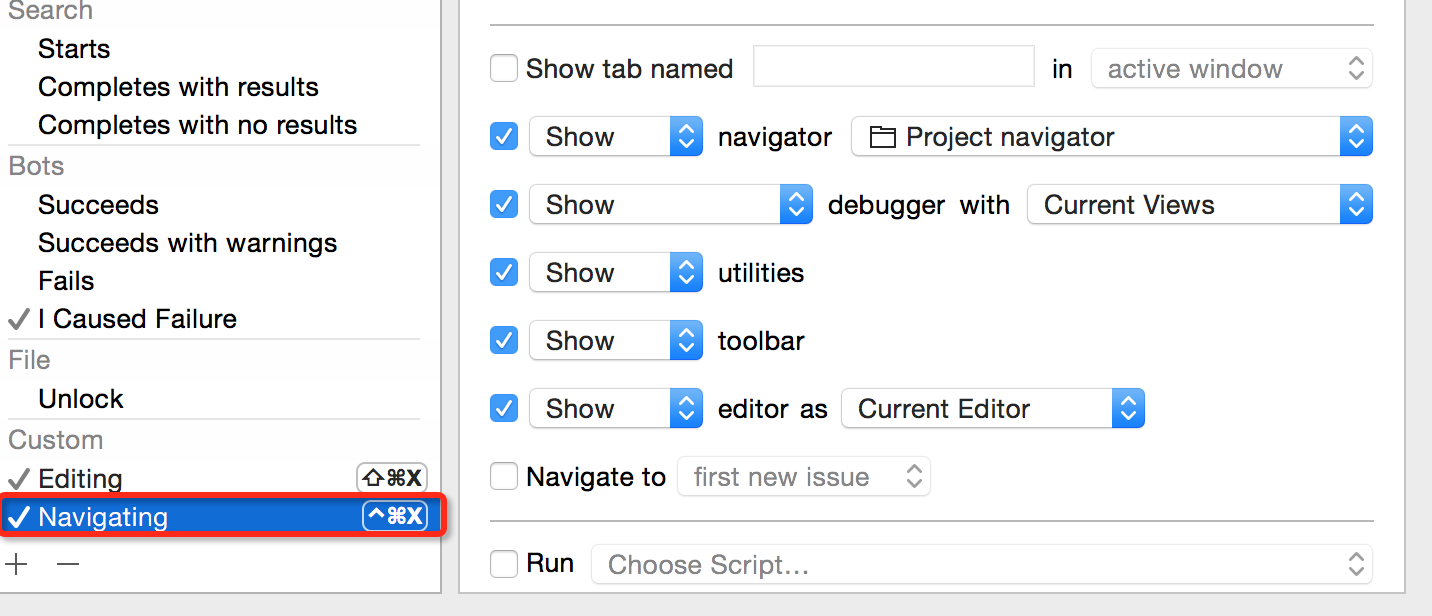 Search
Starts
Completes with results
Completes with no results
Bots
Succeeds
Succeeds with warnings
Fails
✓ I Caused Failure
File
Unlock
Custom
✓ Editing ⇧⌘X
✓ Navigating ^⌘X
+ —
Show tab named in active window
✓ Show navigator Project navigator
✓ Show debugger with Current Views
✓ Show utilities
✓ Show toolbar
✓ Show editor as Current Editor
Navigate to first new issue
Run Choose Script...